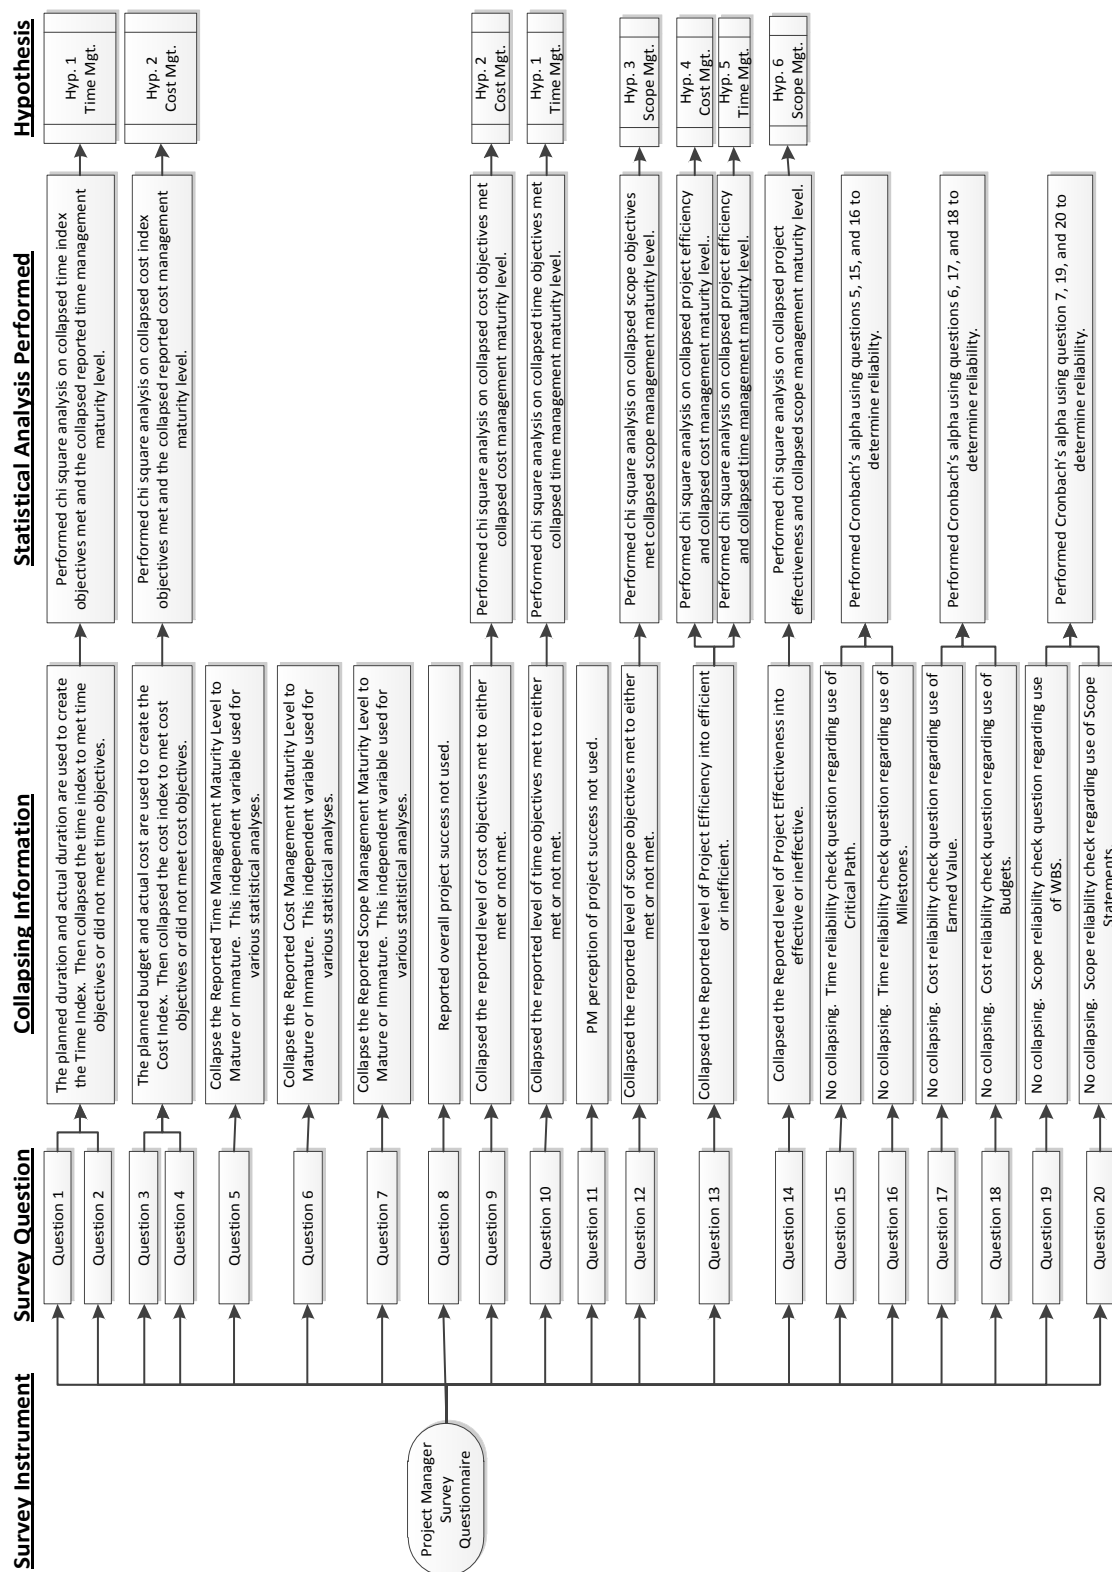 Survey Instrument
Survey Question
Collapsing Information
Statistical Analysis Performed
Hypothesis
Project Manager
Survey
Questionnaire
Question 1
Question 2
The planned duration and actual duration are used to create
the Time Index.  Then collapsed the time index to met time
objectives or did not meet time objectives.
Performed chi square analysis on collapsed time index
objectives met and the collapsed reported time management
maturity level.
Hyp. 1
Time Mgt.
Question 3
Question 4
The planned budget and actual cost are used to create the
Cost Index.  Then collapsed the cost index to met cost
objectives or did not meet cost objectives.
Performed chi square analysis on collapsed cost index
objectives met and the collapsed reported cost management
maturity level.
Hyp. 2
Cost Mgt.
Question 5
Collapse the Reported Time Management Maturity Level to
Mature or Immature.  This independent variable used for
various statistical analyses.
Question 6
Collapse the Reported Cost Management Maturity Level to
Mature or Immature.  This independent variable used for
various statistical analyses.
Question 7
Collapse the Reported Scope Management Maturity Level to
Mature or Immature.  This independent variable used for
various statistical analyses.
Question 8
Reported overall project success not used.
Question 9
Collapsed the reported level of cost objectives met to either
met or not met.
Performed chi square analysis on collapsed cost objectives met
collapsed cost management maturity level.
Hyp. 2
Cost Mgt.
Question 10
Collapsed the reported level of time objectives met to either
met or not met.
Performed chi square analysis on collapsed time objectives met
collapsed time management maturity level.
Hyp. 1
Time Mgt.
Question 11
PM perception of project success not used.
Question 12
Collapsed the reported level of scope objectives met to either
met or not met.
Performed chi square analysis on collapsed scope objectives
met collapsed scope management maturity level.
Hyp. 3
Scope Mgt.
Question 13
Collapsed the Reported level of Project Efficiency into efficient
or inefficient.
Performed chi square analysis on collapsed project efficiency
and collapsed cost management maturity level..
Hyp. 4
Cost Mgt.
Performed chi square analysis on collapsed project efficiency
and collapsed time management maturity level.
Hyp. 5
Time Mgt.
Question 14
Collapsed the Reported level of Project Effectiveness into
effective or ineffective.
Performed chi square analysis on collapsed project
effectiveness and collapsed scope management maturity level.
Hyp. 6
Scope Mgt.
Question 15
No collapsing.  Time reliability check question regarding use of
Critical Path.
Question 16
No collapsing.  Time reliability check question regarding use of
Milestones.
Performed Cronbach's alpha using questions 5, 15, and 16 to
determine reliabilty.
Question 17
No collapsing.  Cost reliability check question regarding use of
Earned Value.
Question 18
No collapsing.  Cost reliability check question regarding use of
Budgets.
Performed Cronbach's alpha using questions 6, 17, and 18 to
determine reliability.
Question 19
No collapsing.  Scope reliability check question regarding use
of WBS.
Question 20
No collapsing.  Scope reliability check regarding use of Scope
Statements.
Performed Cronbach's alpha using question 7, 19, and 20 to
determine reliability.